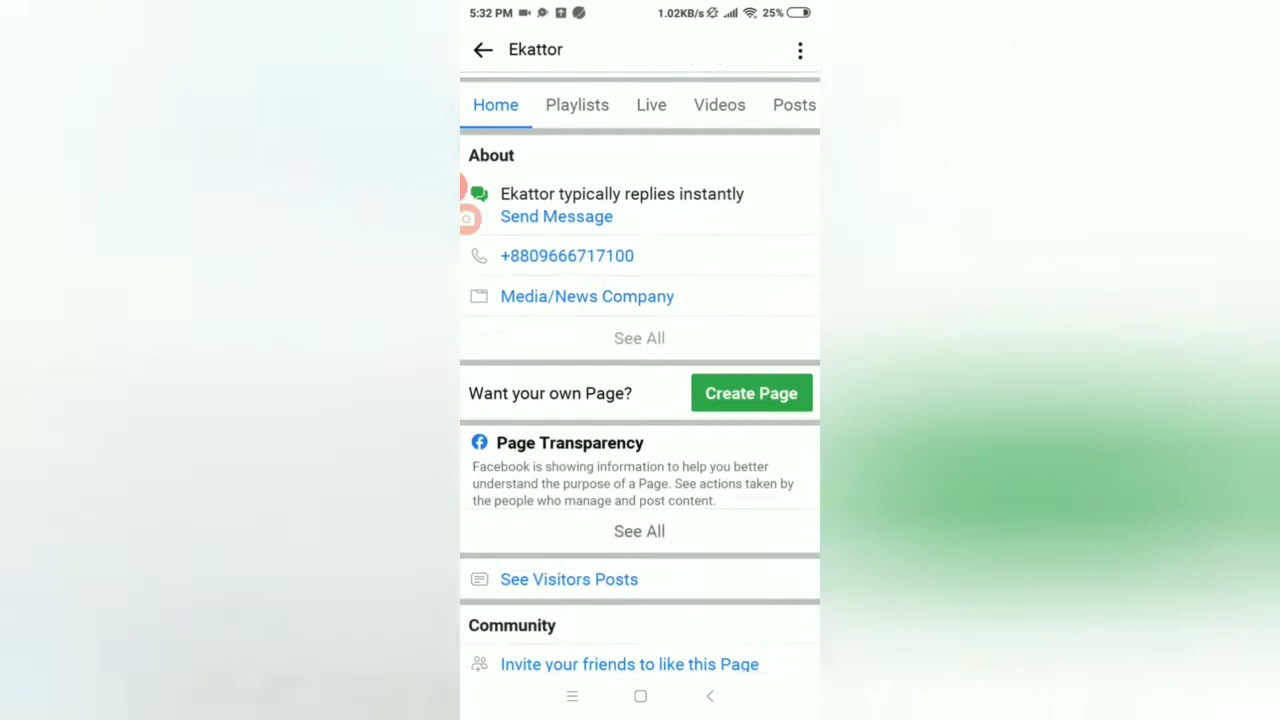 5:32 PM 1.02KB/s 25%
Ekattor
Home Playlists Live Videos Posts
About
Ekattor typically replies instantly
Send Message
+8809666717100
Media/News Company
See All
Want your own Page? Create Page
Page Transparency
Facebook is showing information to help you better
understand the purpose of a Page. See actions taken by
the people who manage and post content.
See All
See Visitors Posts
Community
Invite your friends to like this Page